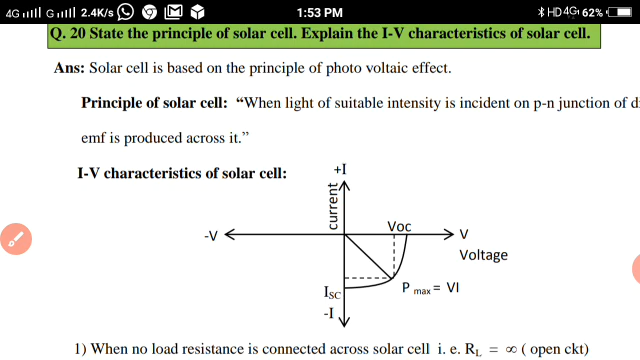 4G G 2.4K/s 1:53 PM HD 4G 62%
Q. 20 State the principle of solar cell. Explain the I-V characteristics of solar cell.
Ans: Solar cell is based on the principle of photo voltaic effect.
Principle of solar cell: “When light of suitable intensity is incident on p-n junction of d
emf is produced across it.”
I-V characteristics of solar cell:
+I
current
-V
Voc
V
Voltage
ISC
P max = VI
-I
1) When no load resistance is connected across solar cell i. e. RL = ∞ ( open ckt)